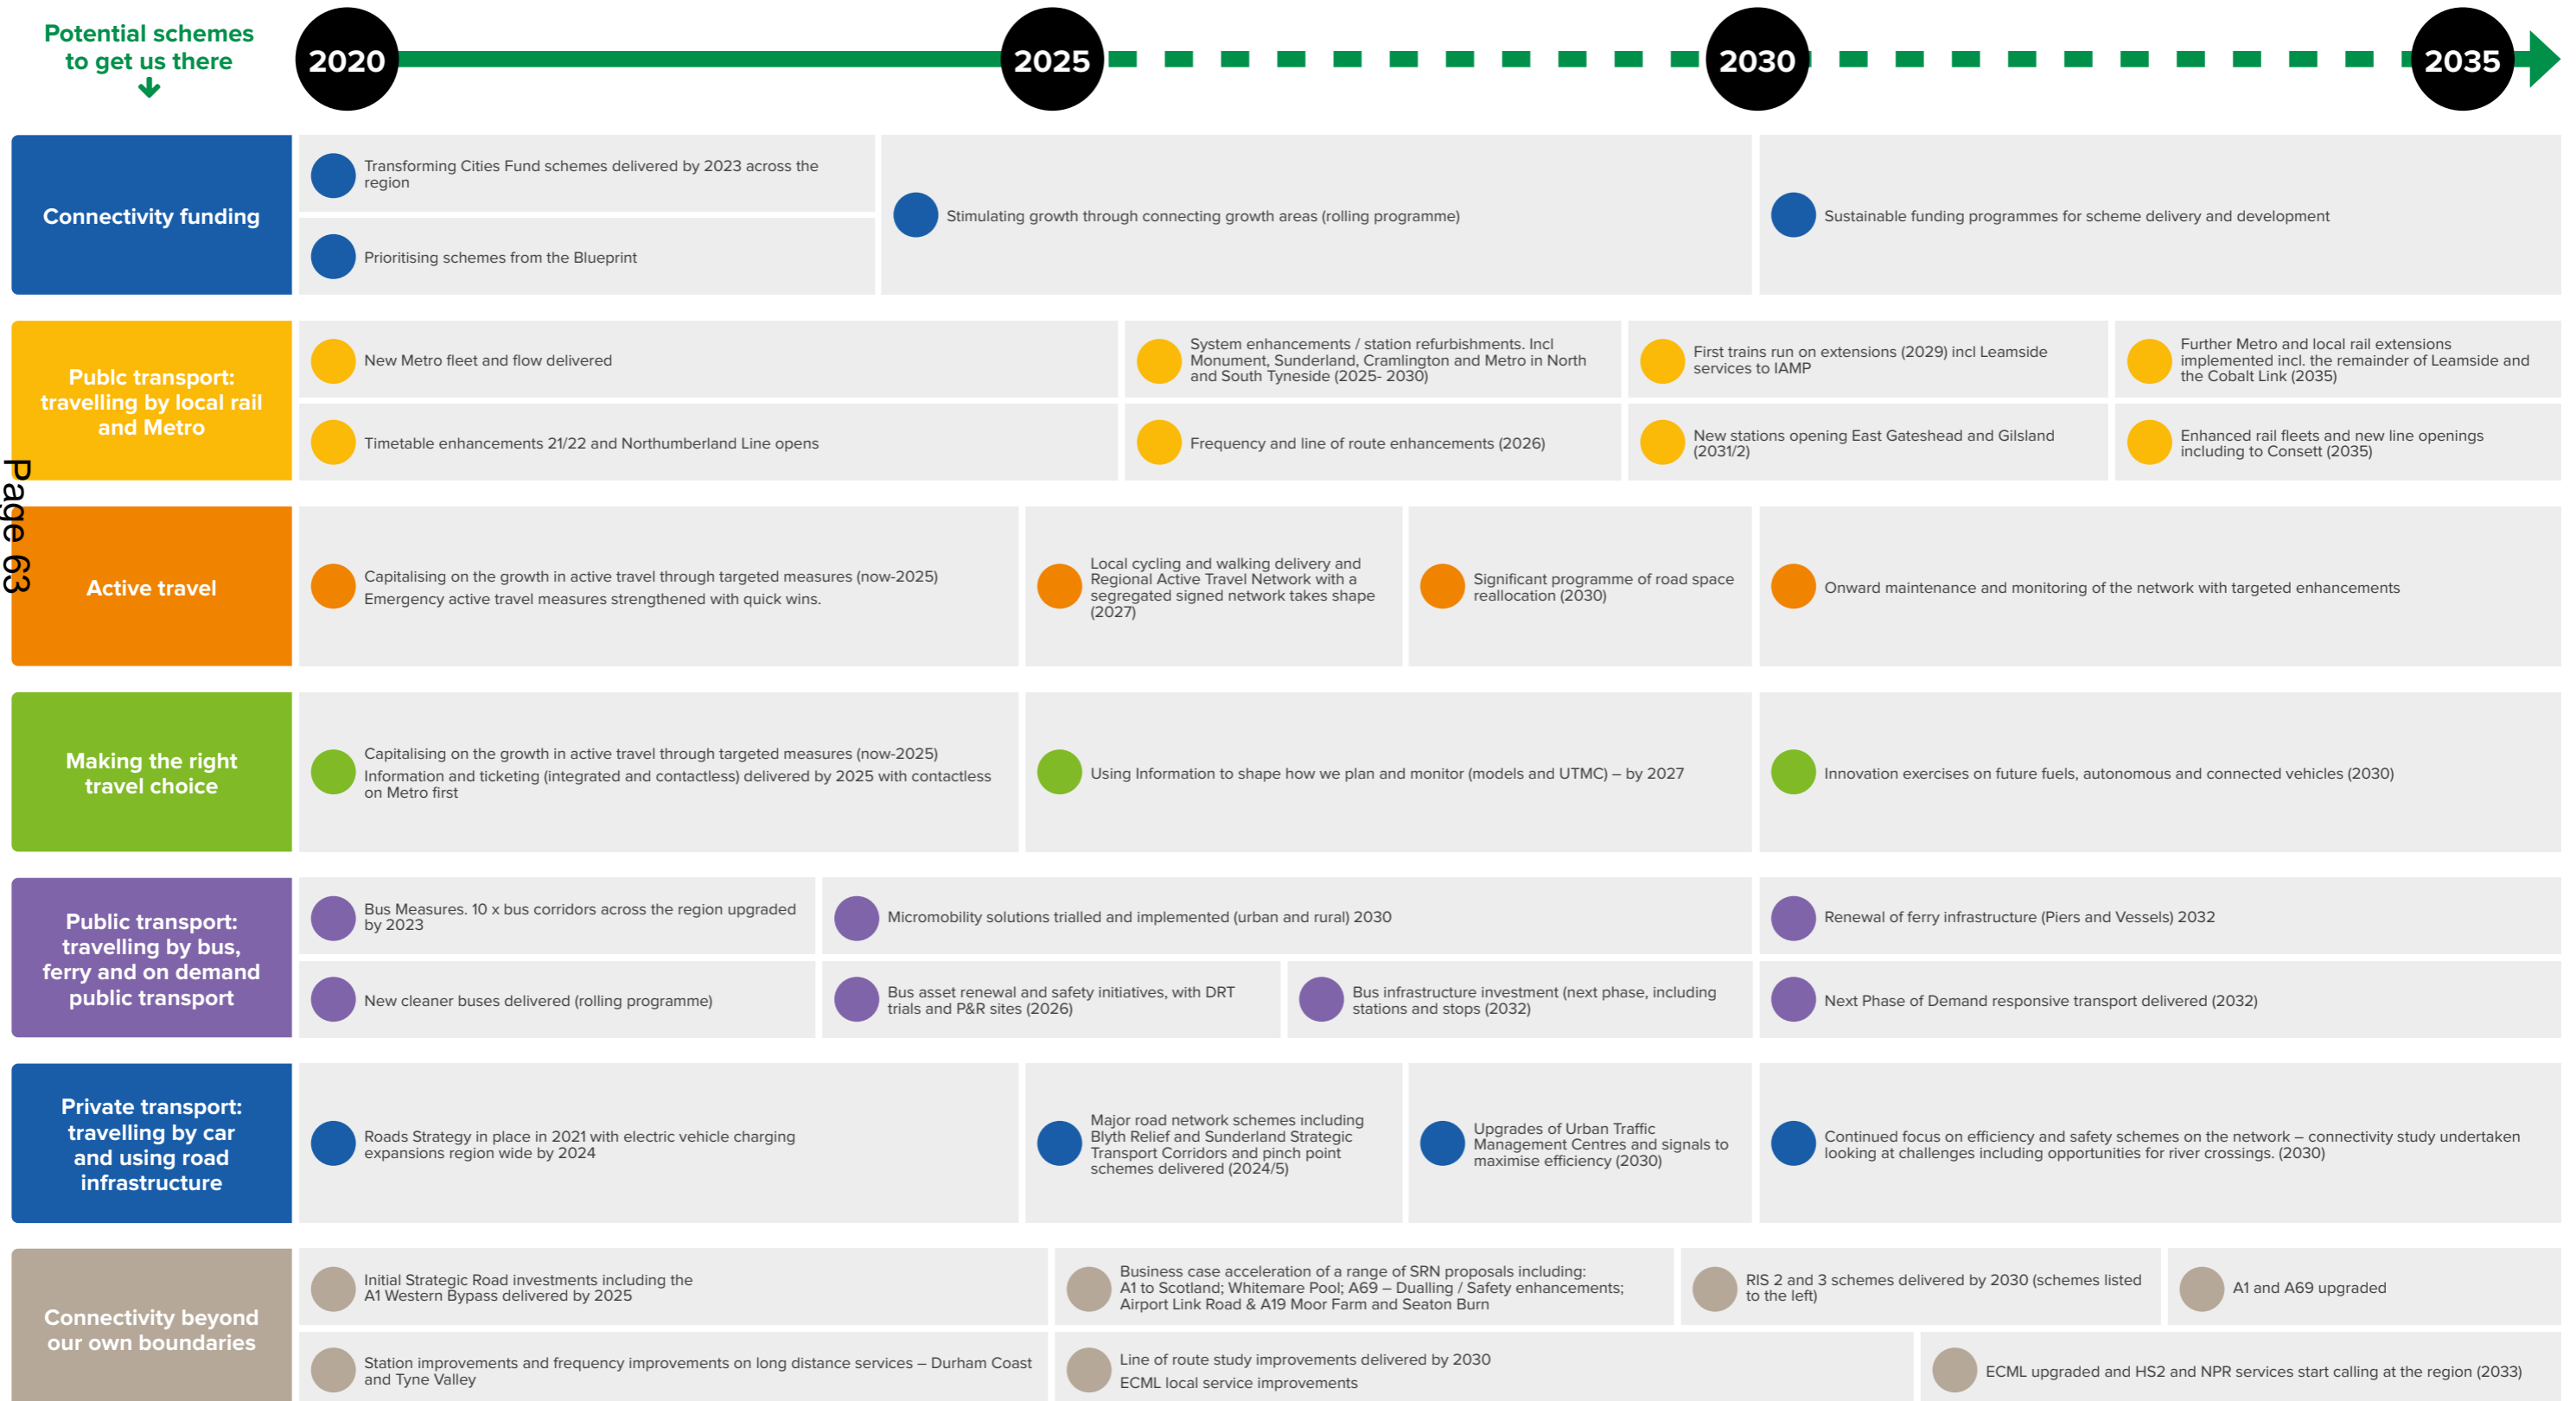 Potential schemes
to get us there
2020
2025
2030
2035
Connectivity funding
Transforming Cities Fund schemes delivered by 2023 across the
region
Prioritising schemes from the Blueprint
Stimulating growth through connecting growth areas (rolling programme)
Sustainable funding programmes for scheme delivery and development
Publc transport:
travelling by local rail
and Metro
New Metro fleet and flow delivered
Timetable enhancements 21/22 and Northumberland Line opens
System enhancements / station refurbishments. Incl
Monument, Sunderland, Cramlington and Metro in North
and South Tyneside (2025- 2030)
Frequency and line of route enhancements (2026)
First trains run on extensions (2029) incl Leamside
services to IAMP
New stations opening East Gateshead and Gilsland
(2031/2)
Further Metro and local rail extensions
implemented incl. the remainder of Leamside and
the Cobalt Link (2035)
Enhanced rail fleets and new line openings
including to Consett (2035)
Page 63
Active travel
Capitalising on the growth in active travel through targeted measures (now-2025)
Emergency active travel measures strengthened with quick wins.
Local cycling and walking delivery and
Regional Active Travel Network with a
segregated signed network takes shape
(2027)
Significant programme of road space
reallocation (2030)
Onward maintenance and monitoring of the network with targeted enhancements
Making the right
travel choice
Capitalising on the growth in active travel through targeted measures (now-2025)
Information and ticketing (integrated and contactless) delivered by 2025 with contactless
on Metro first
Using Information to shape how we plan and monitor (models and UTMC) – by 2027
Innovation exercises on future fuels, autonomous and connected vehicles (2030)
Public transport:
travelling by bus,
ferry and on demand
public transport
Bus Measures. 10 x bus corridors across the region upgraded
by 2023
New cleaner buses delivered (rolling programme)
Micromobility solutions trialled and implemented (urban and rural) 2030
Bus asset renewal and safety initiatives, with DRT
trials and P&R sites (2026)
Bus infrastructure investment (next phase, including
stations and stops (2032)
Renewal of ferry infrastructure (Piers and Vessels) 2032
Next Phase of Demand responsive transport delivered (2032)
Private transport:
travelling by car
and using road
infrastructure
Roads Strategy in place in 2021 with electric vehicle charging
expansions region wide by 2024
Major road network schemes including
Blyth Relief and Sunderland Strategic
Transport Corridors and pinch point
schemes delivered (2024/5)
Upgrades of Urban Traffic
Management Centres and signals to
maximise efficiency (2030)
Continued focus on efficiency and safety schemes on the network – connectivity study undertaken
looking at challenges including opportunities for river crossings. (2030)
Connectivity beyond
our own boundaries
Initial Strategic Road investments including the
A1 Western Bypass delivered by 2025
Station improvements and frequency improvements on long distance services – Durham Coast
and Tyne Valley
Business case acceleration of a range of SRN proposals including:
A1 to Scotland; Whitemare Pool; A69 – Dualling / Safety enhancements;
Airport Link Road & A19 Moor Farm and Seaton Burn
Line of route study improvements delivered by 2030
ECML local service improvements
RIS 2 and 3 schemes delivered by 2030 (schemes listed
to the left)
A1 and A69 upgraded
ECML upgraded and HS2 and NPR services start calling at the region (2033)